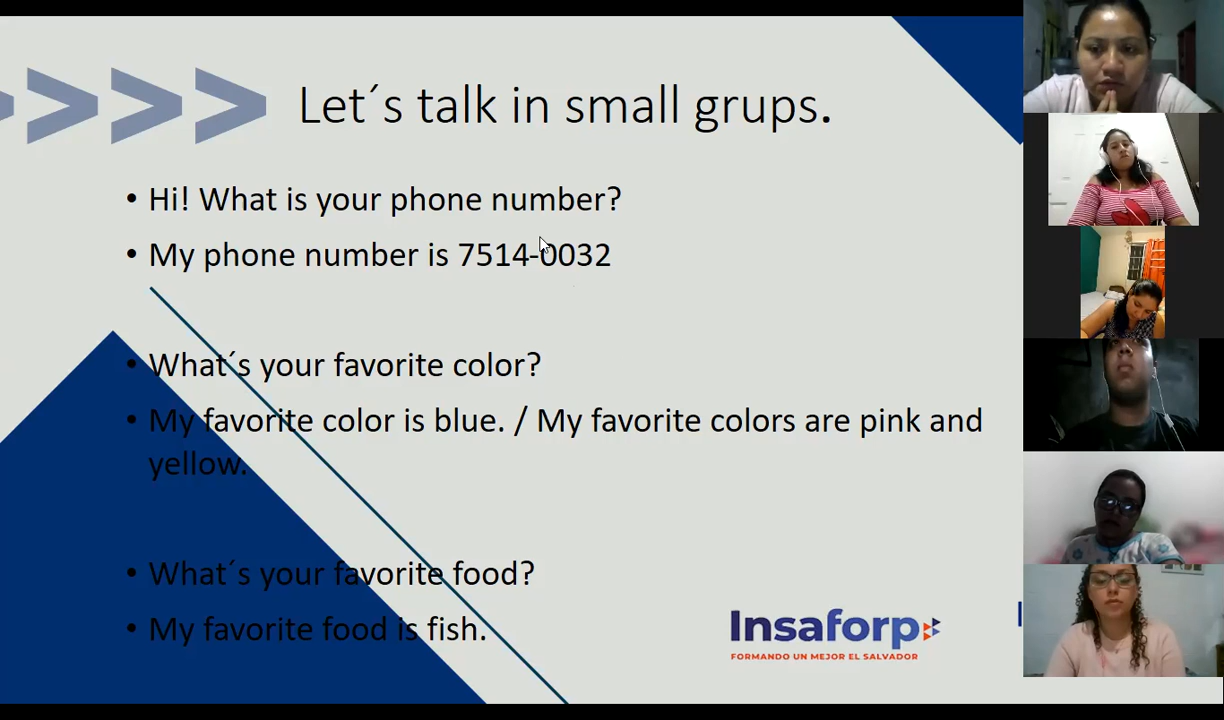 Let´s talk in small grups.
• Hi! What is your phone number?
• My phone number is 7514-0032
• What´s your favorite color?
• My favorite color is blue. / My favorite colors are pink and
yellow.
• What´s your favorite food?
• My favorite food is fish.
Insaforp
FORMANDO UN MEJOR EL SALVADOR